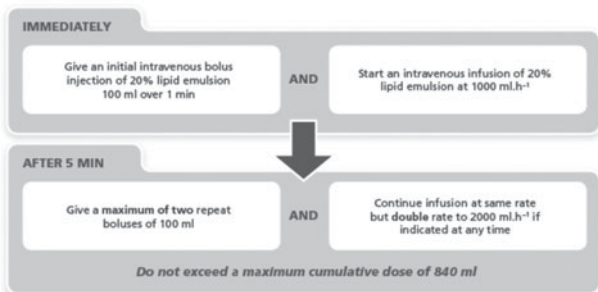 IMMEDIATELY
Give an initial intravenous bolus
injection of 20% lipid emulsion
100 ml over 1 min
AND
Start an intravenous infusion of 20%
lipid emulsion at 1000 ml.h⁻¹
AFTER 5 MIN
Give a maximum of two repeat
boluses of 100 ml
AND
Continue infusion at same rate
but double rate to 2000 ml.h⁻¹ if
indicated at any time
Do not exceed a maximum cumulative dose of 840 ml